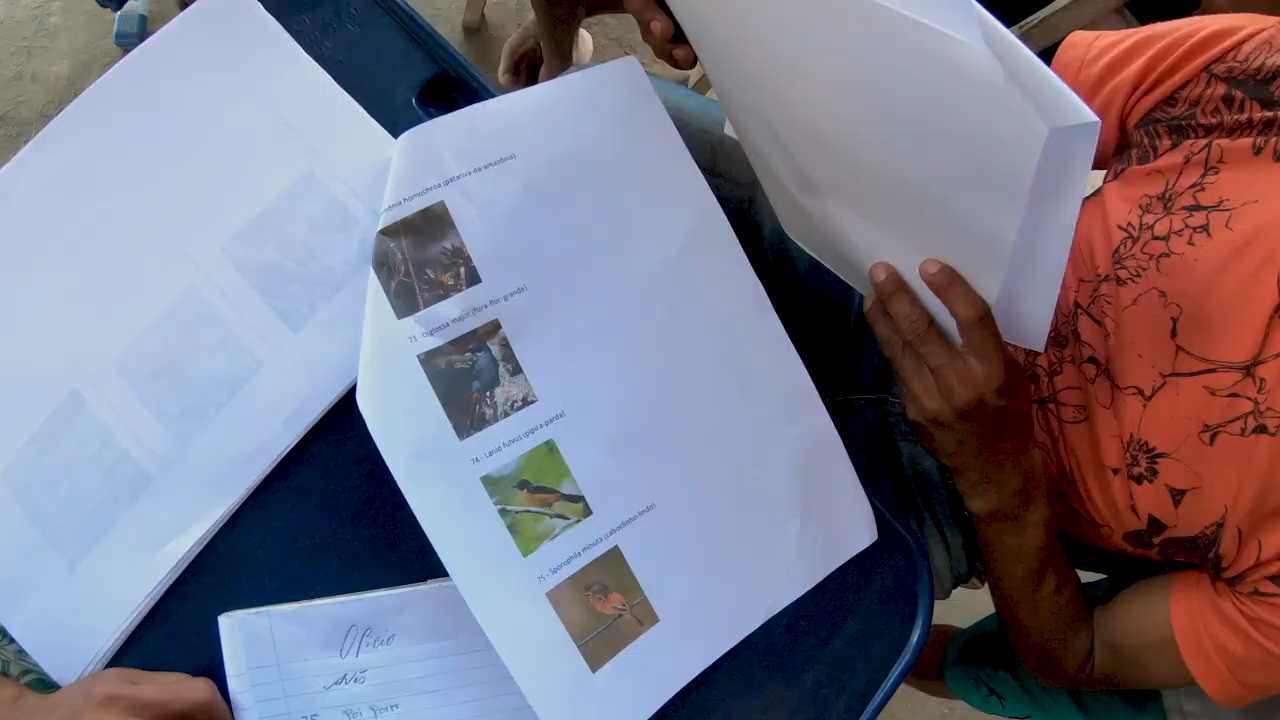 homochroa (patativa-da-amazônia)
73 - Diglossa major (fura-flor-grande)
74 - Lanio fulvus (pipira-parda)
75 - Sporophila minuta (caboclinho-lindo)
Oficio